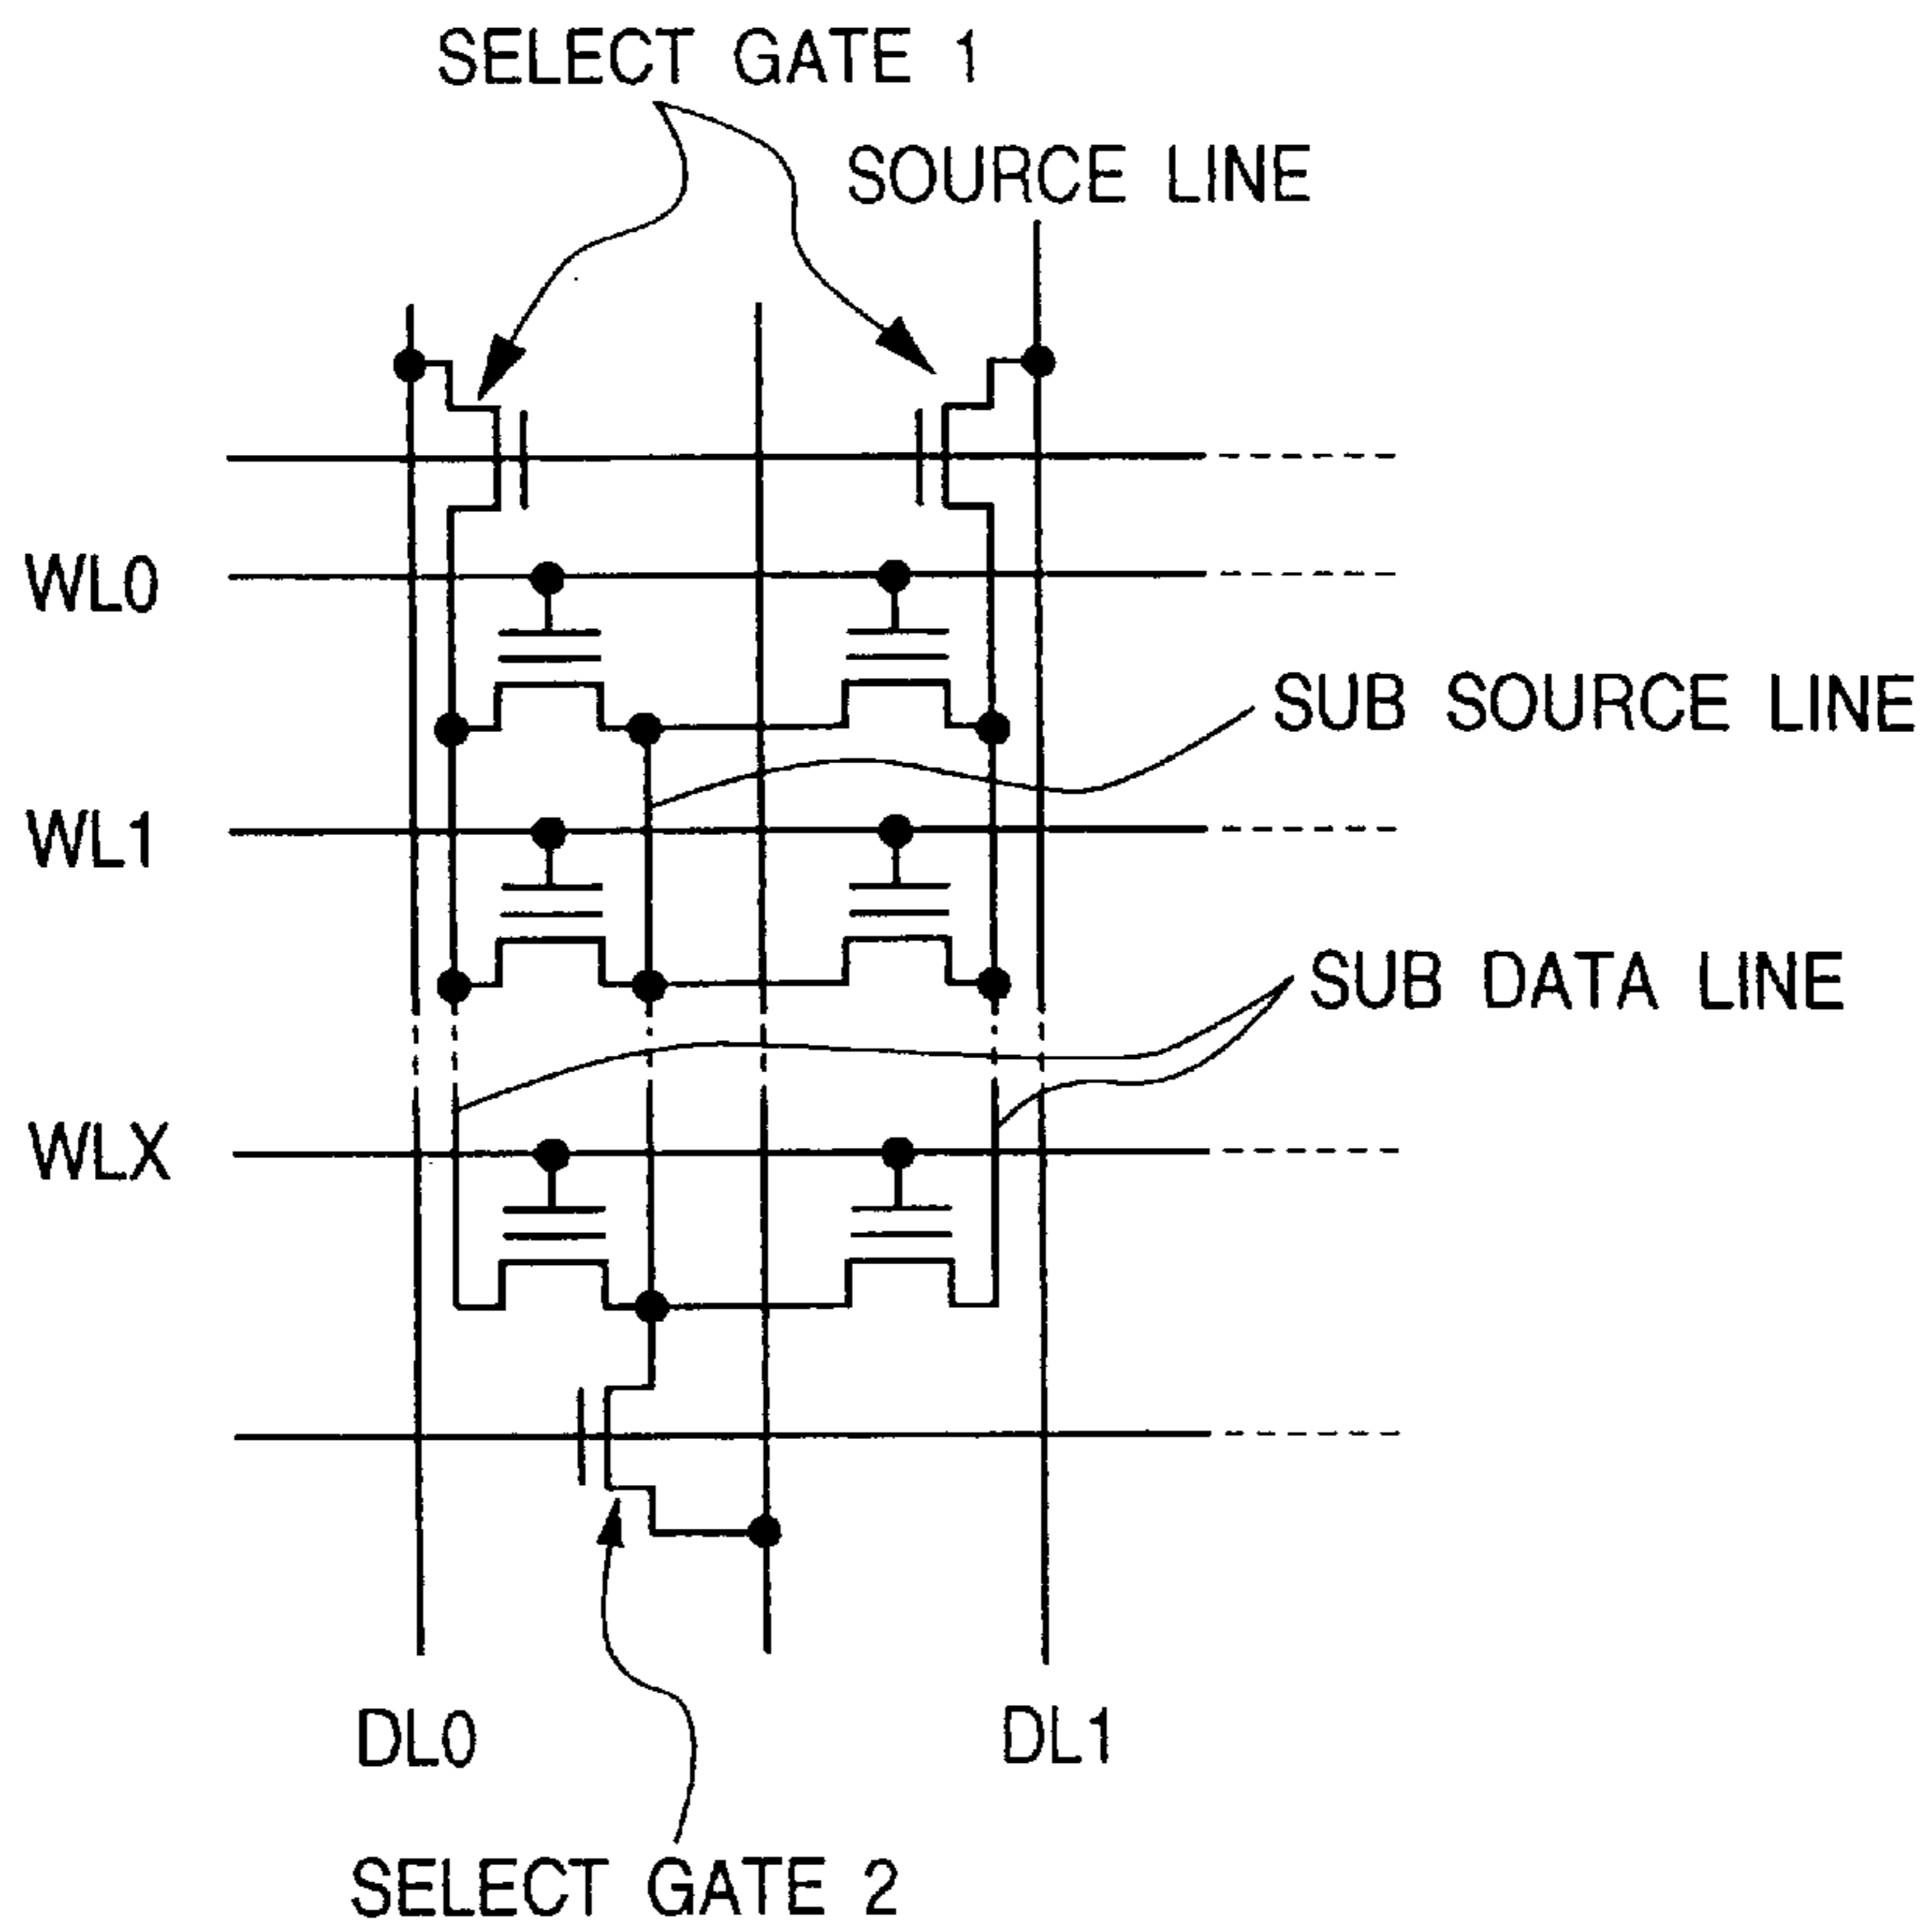 SELECT GATE 1
SOURCE LINE
WL0
SUB SOURCE LINE
WL1
SUB DATA LINE
WLX
DL0
DL1
SELECT GATE 2